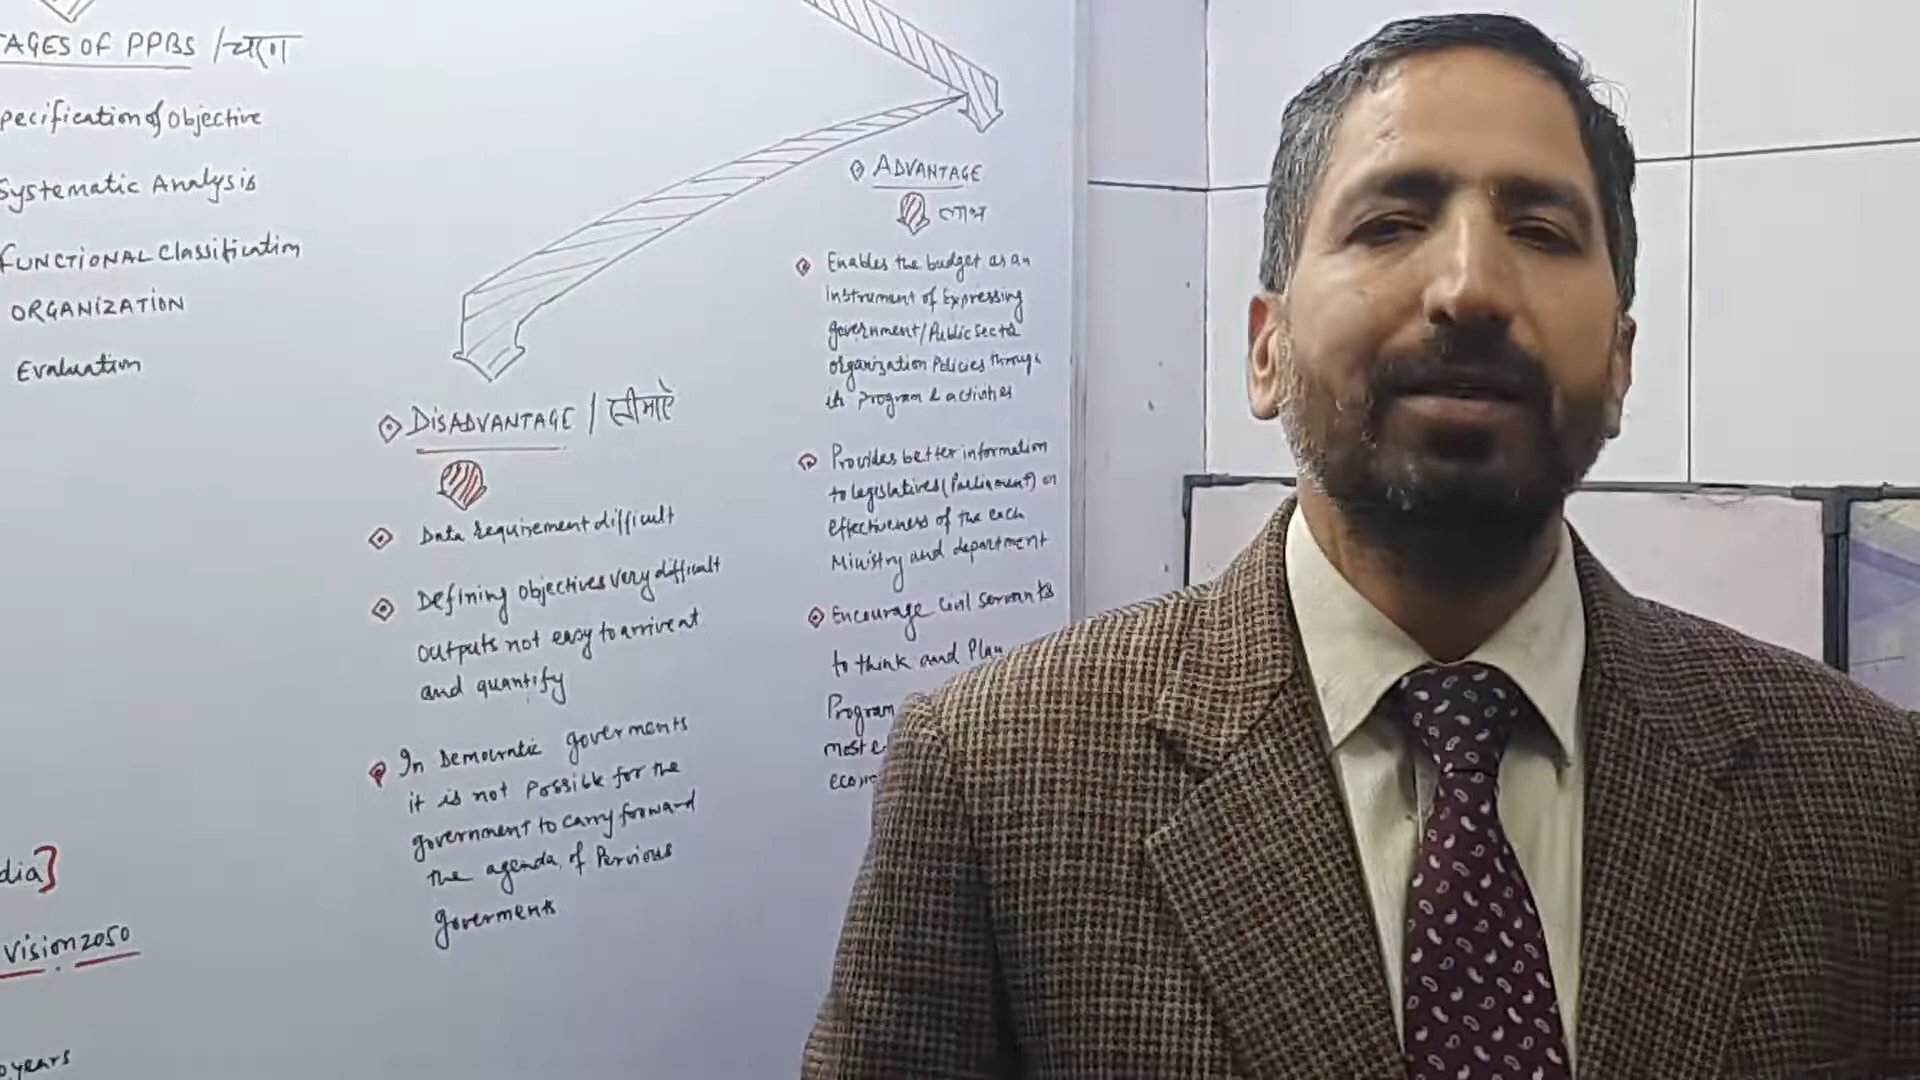 TAGES OF PPBS / चरण
pecification of Objective
Systematic Analysis
FUNCTIONAL Classification
ORGANIZATION
Evaluation
dia]
Vision 2050
years
DISADVANTAGE / सीमाएं
Data requirement difficult
Defining Objectives very difficult
outputs not easy to arrive at
and quantify
In Democratic goverments
it is not possible for the
government to carry forward
the agenda of Pervious
goverments
ADVANTAGE
लाभ
Enables the budget as an
instrument of Expressing
government/Public sector
organization Policies through
its program & activities
Provides better information
to legislatives (Parliament) on
effectiveness of the each
Ministry and department
Encourage Civil servants
to think and Plan
Program
most e
econ